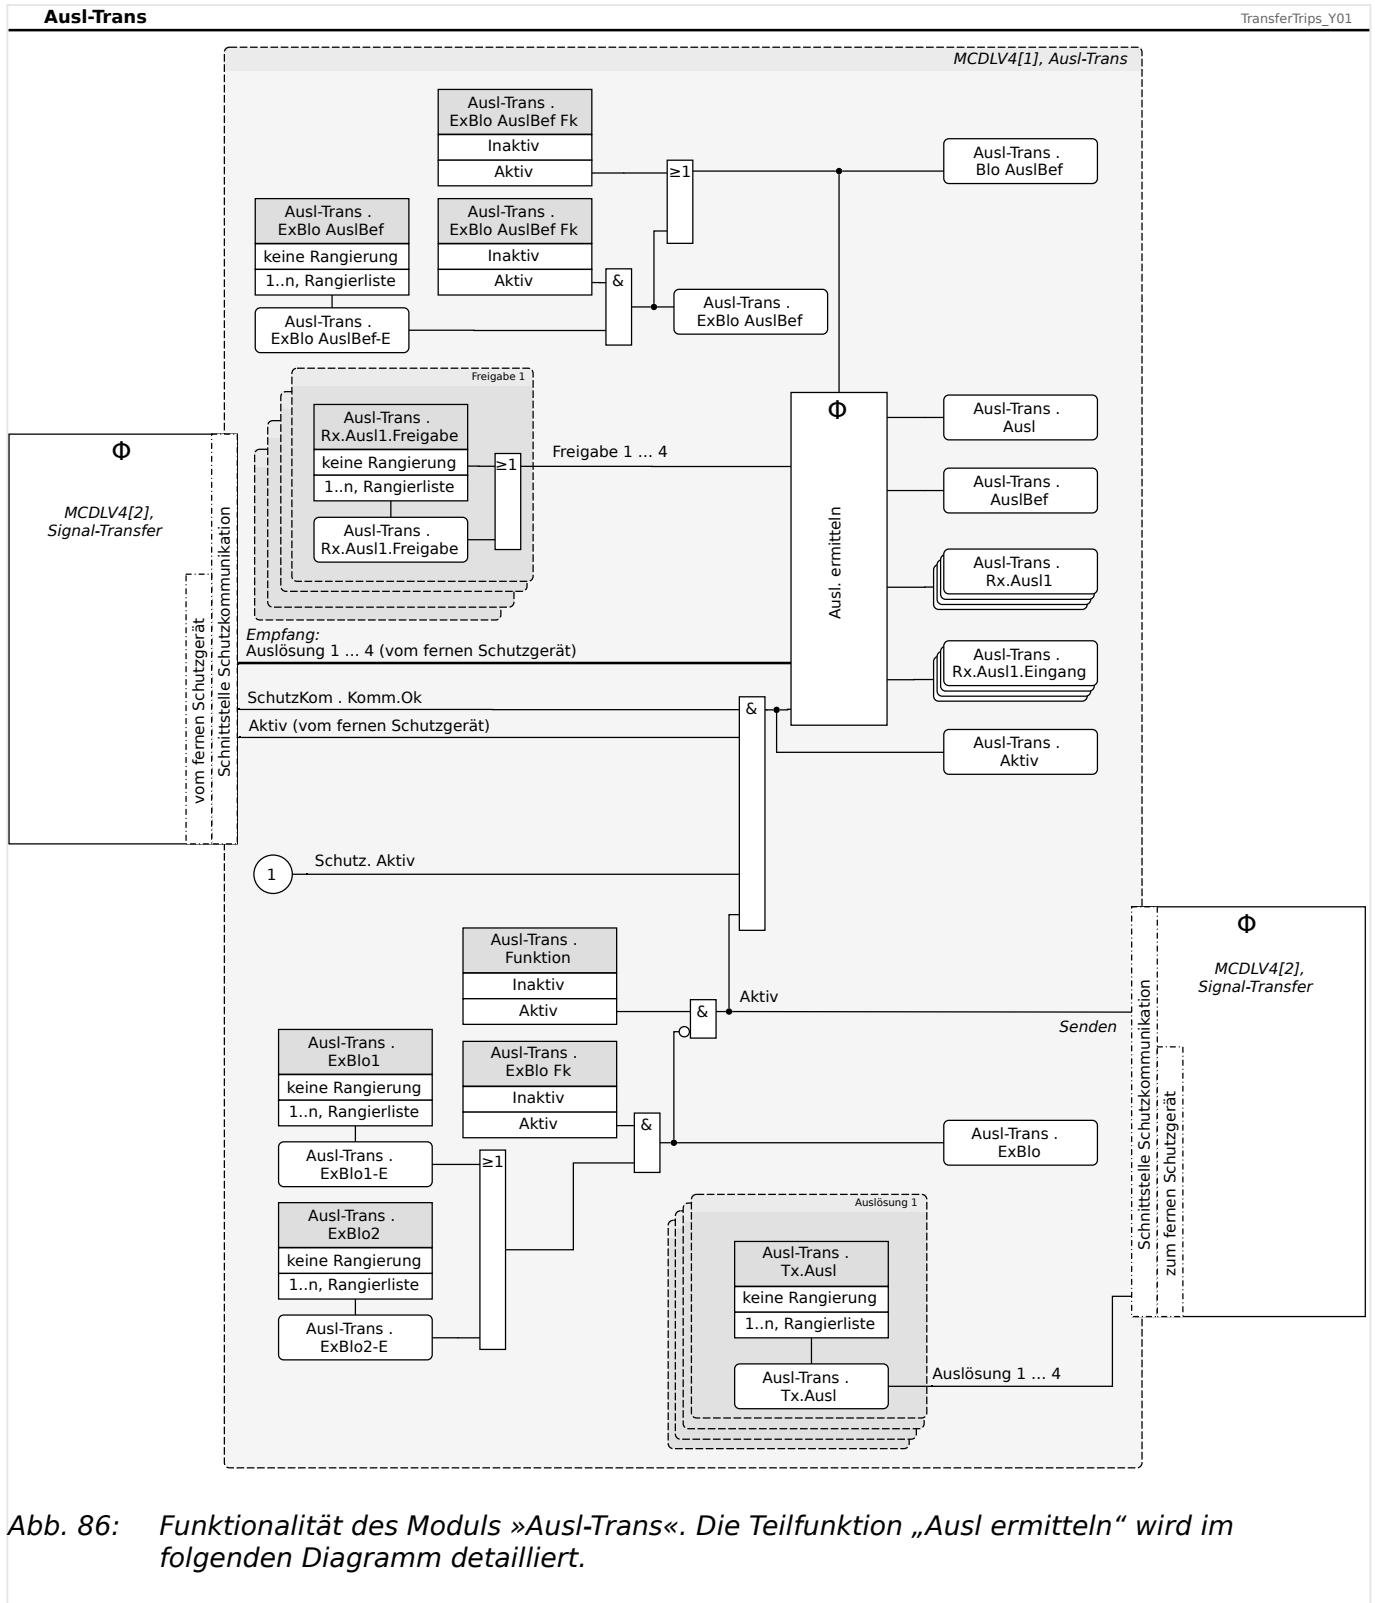 Ausl-Trans
TransferTrips_Y01
MCDLV4[1], Ausl-Trans
Ausl-Trans .
ExBlo AuslBef Fk
Inaktiv
Aktiv
≥1
Ausl-Trans .
Blo AuslBef
Ausl-Trans .
ExBlo AuslBef
keine Rangierung
1..n, Rangierliste
Ausl-Trans .
ExBlo AuslBef-E
Ausl-Trans .
ExBlo AuslBef Fk
Inaktiv
Aktiv
&
Ausl-Trans .
ExBlo AuslBef
Freigabe 1
Ausl-Trans .
Rx.Ausl1.Freigabe
keine Rangierung
1..n, Rangierliste
Ausl-Trans .
Rx.Ausl1.Freigabe
≥1
Freigabe 1 ... 4
Φ
Ausl. ermitteln
Ausl-Trans .
Ausl
Ausl-Trans .
AuslBef
Ausl-Trans .
Rx.Ausl1
Ausl-Trans .
Rx.Ausl1.Eingang
Ausl-Trans .
Aktiv
Φ
MCDLV4[2],
Signal-Transfer
vom fernen Schutzgerät
Schnittstelle Schutzkommunikation
Empfang:
Auslösung 1 ... 4 (vom fernen Schutzgerät)
SchutzKom . Komm.Ok
Aktiv (vom fernen Schutzgerät)
&
1
Schutz. Aktiv
Ausl-Trans .
Funktion
Inaktiv
Aktiv
&
Aktiv
Senden
Φ
MCDLV4[2],
Signal-Transfer
Schnittstelle Schutzkommunikation
zum fernen Schutzgerät
Ausl-Trans .
ExBlo1
keine Rangierung
1..n, Rangierliste
Ausl-Trans .
ExBlo1-E
Ausl-Trans .
ExBlo Fk
Inaktiv
Aktiv
&
Ausl-Trans .
ExBlo
≥1
Ausl-Trans .
ExBlo2
keine Rangierung
1..n, Rangierliste
Ausl-Trans .
ExBlo2-E
Auslösung 1
Ausl-Trans .
Tx.Ausl
keine Rangierung
1..n, Rangierliste
Ausl-Trans .
Tx.Ausl
Auslösung 1 ... 4
Abb. 86: Funktionalität des Moduls »Ausl-Trans«. Die Teilfunktion „Ausl ermitteln“ wird im
folgenden Diagramm detailliert.